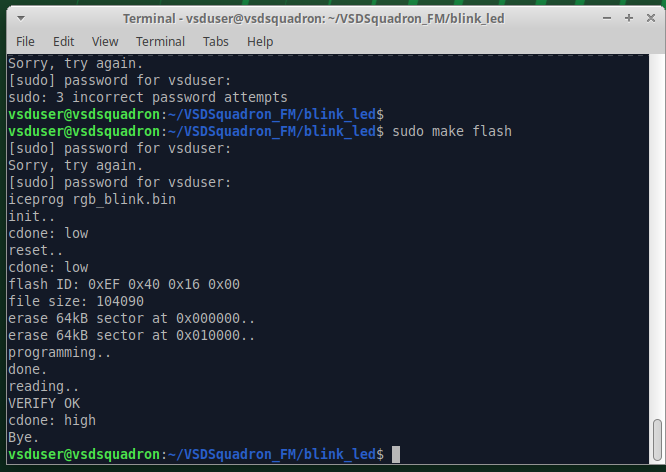 Terminal - vsduser@vsdsquadron: ~/VSDSquadron_FM/blink_led
File Edit View Terminal Tabs Help
Sorry, try again.
[sudo] password for vsduser:
sudo: 3 incorrect password attempts
vsduser@vsdsquadron:~/VSDSquadron_FM/blink_led$
vsduser@vsdsquadron:~/VSDSquadron_FM/blink_led$ sudo make flash
[sudo] password for vsduser:
Sorry, try again.
[sudo] password for vsduser:
iceprog rgb_blink.bin
init..
cdone: low
reset..
cdone: low
flash ID: 0xEF 0x40 0x16 0x00
file size: 104090
erase 64kB sector at 0x000000..
erase 64kB sector at 0x010000..
programming..
done.
reading..
VERIFY OK
cdone: high
Bye.
vsduser@vsdsquadron:~/VSDSquadron_FM/blink_led$